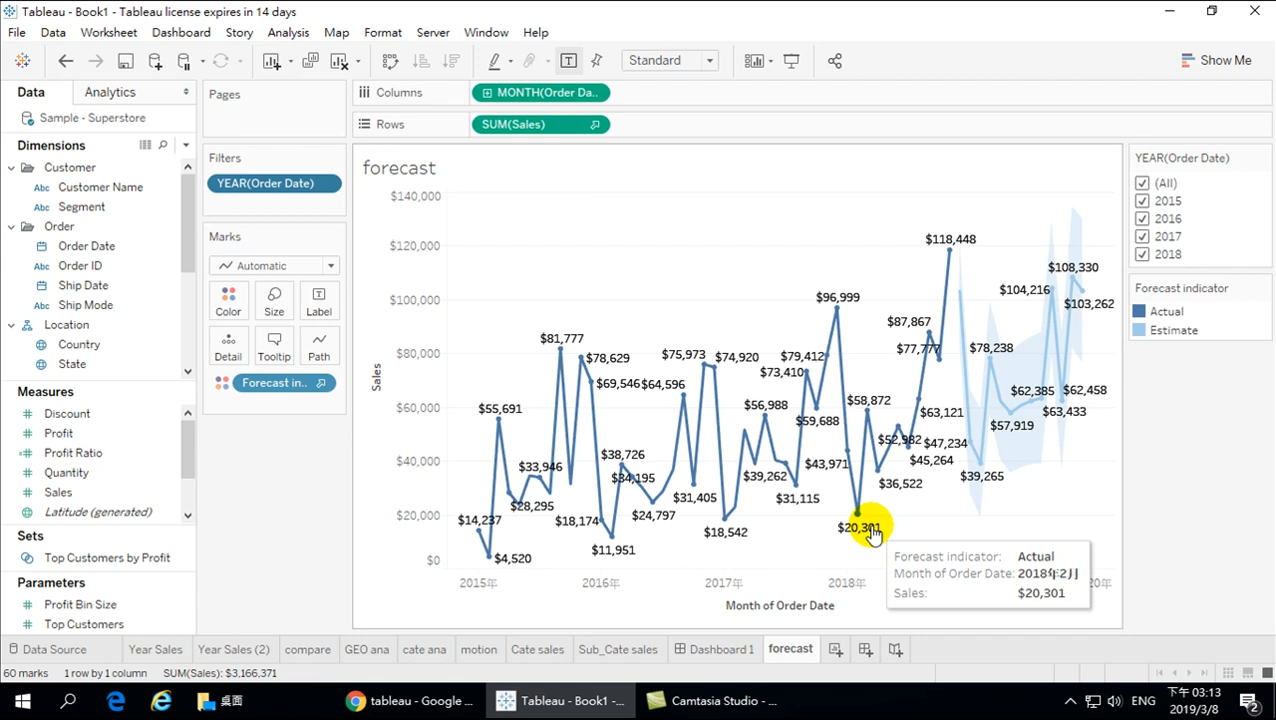 Tableau - Book1 - Tableau license expires in 14 days
File Data Worksheet Dashboard Story Analysis Map Format Server Window Help
Standard
Show Me
Data Analytics
Sample - Superstore
Dimensions
Customer
Abc Customer Name
Abc Segment
Order
Order Date
Abc Order ID
Ship Date
Abc Ship Mode
Location
Country
State
Measures
Discount
Profit
Profit Ratio
Quantity
Sales
Latitude (generated)
Sets
Top Customers by Profit
Parameters
Profit Bin Size
Top Customers
Pages
Filters
YEAR(Order Date)
Marks
Automatic
Color Size Label
Detail Tooltip Path
Forecast in..
Columns MONTH(Order Da..
Rows SUM(Sales)
forecast
$140,000
$120,000
$100,000
$80,000
$60,000
$40,000
$20,000
$0
Sales
$118,448
$108,330
$104,216
$103,262
$96,999
$87,867
$81,777
$78,629
$75,973
$74,920
$79,412
$77,777
$78,238
$73,410
$69,546
$64,596
$62,385
$62,458
$63,433
$63,121
$58,872
$59,688
$56,988
$55,691
$57,919
$52,982
$47,234
$45,264
$43,971
$38,726
$39,262
$39,265
$36,522
$34,195
$33,946
$31,405
$31,115
$28,295
$24,797
$20,301
$18,174
$18,542
$14,237
$11,951
$4,520
2015年 2016年 2017年 2018年
Month of Order Date
Forecast indicator: Actual
Month of Order Date:
Sales: $20,301
YEAR(Order Date)
(All)
2015
2016
2017
2018
Forecast indicator
Actual
Estimate
Data Source Year Sales Year Sales (2) compare GEO ana cate ana motion Cate sales Sub_Cate sales Dashboard 1 forecast
60 marks 1 row by 1 column SUM(Sales): $3,166,371
桌面 tableau - Google ... Tableau - Book1 -... Camtasia Studio - ... ENG
下午 03:13
2019/3/8
2